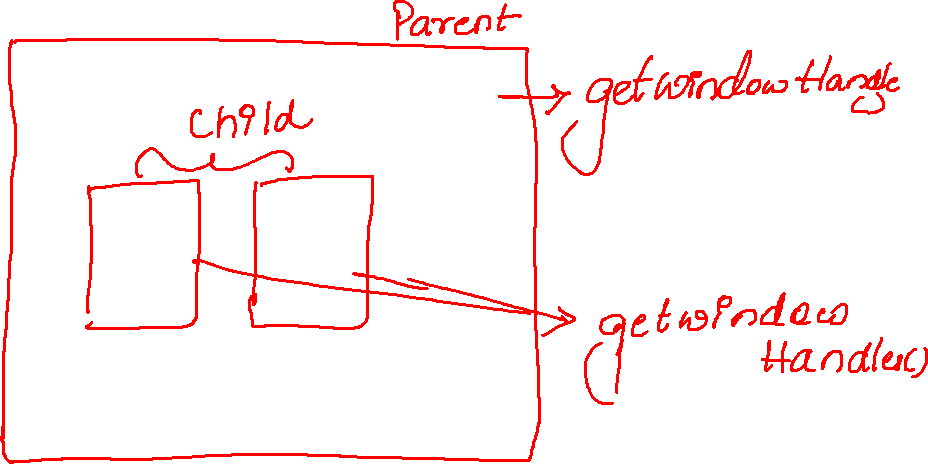 Parent
getwindowHandle
Child
getwindow
Handles()